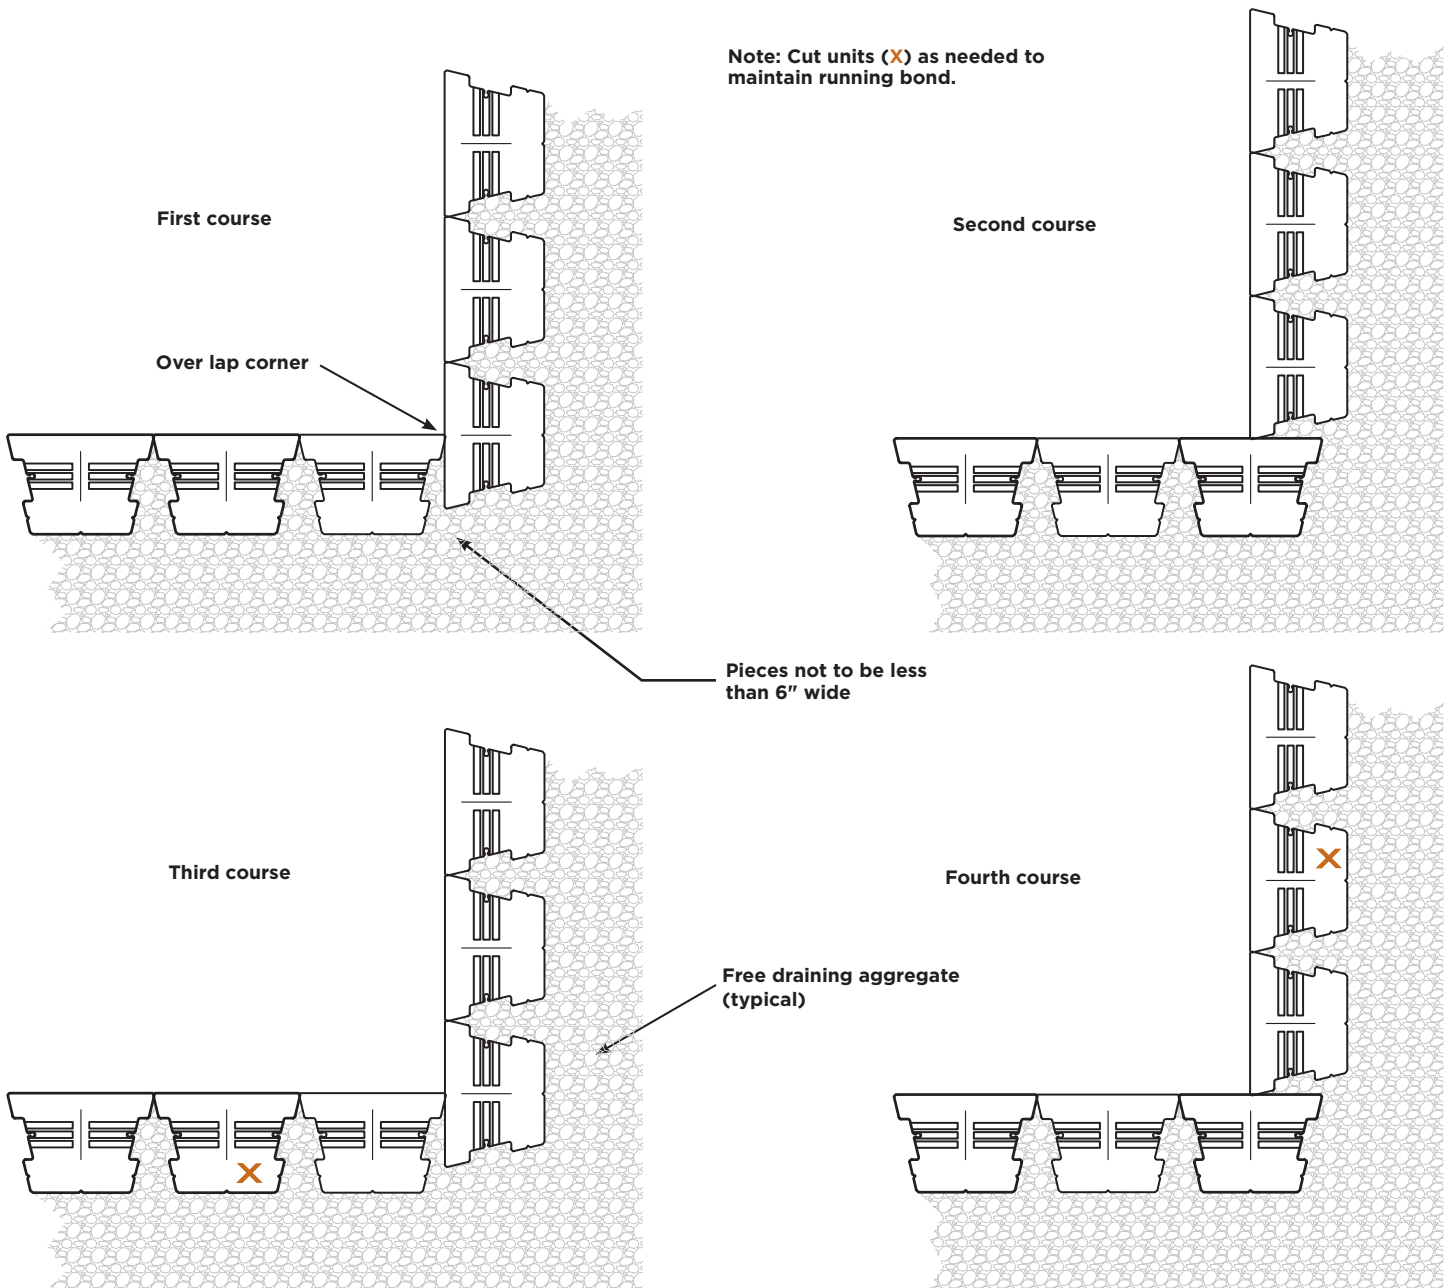 Note: Cut units (X) as needed to
maintain running bond.
First course
Second course
Over lap corner
Pieces not to be less
than 6" wide
Third course
X
Fourth course
X
Free draining aggregate
(typical)